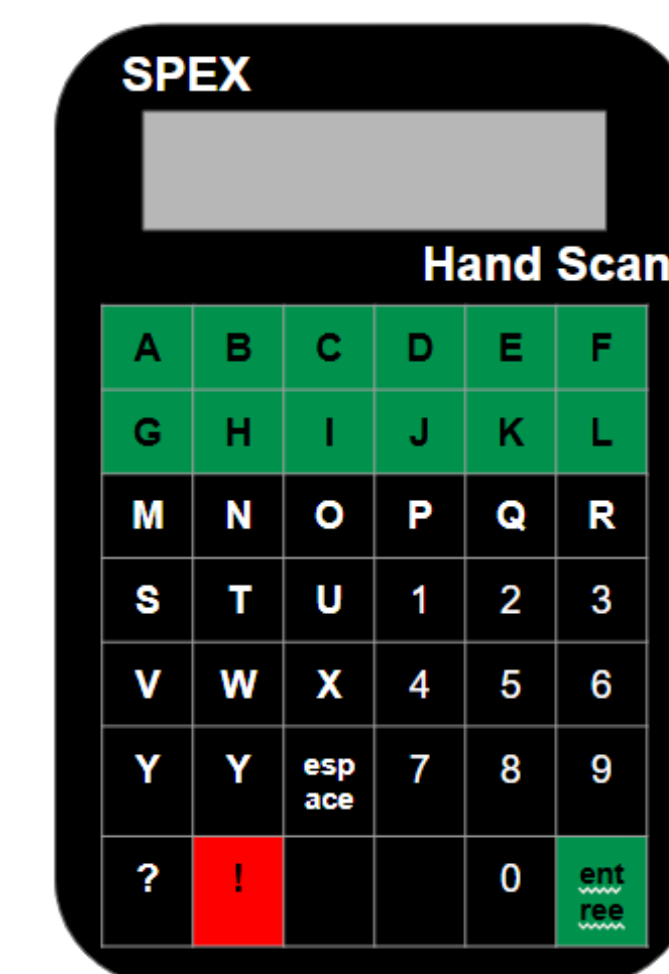 SPEX
Hand Scan
A B C D E F
G H I J K L
M N O P Q R
S T U 1 2 3
V W X 4 5 6
Y Y esp 7 8 9
ace
? ! 0 ent
ree